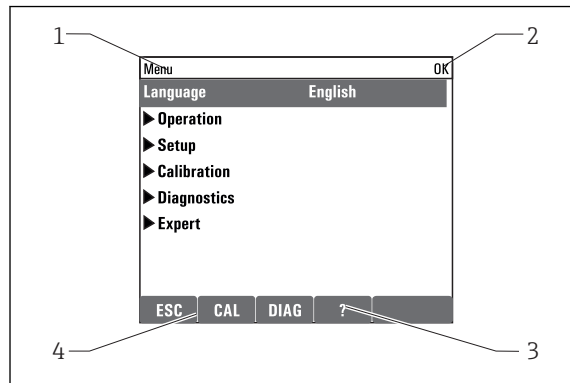 1
2
Menu OK
Language English
▶ Operation
▶ Setup
▶ Calibration
▶ Diagnostics
▶ Expert
ESC CAL DIAG ?
4
3